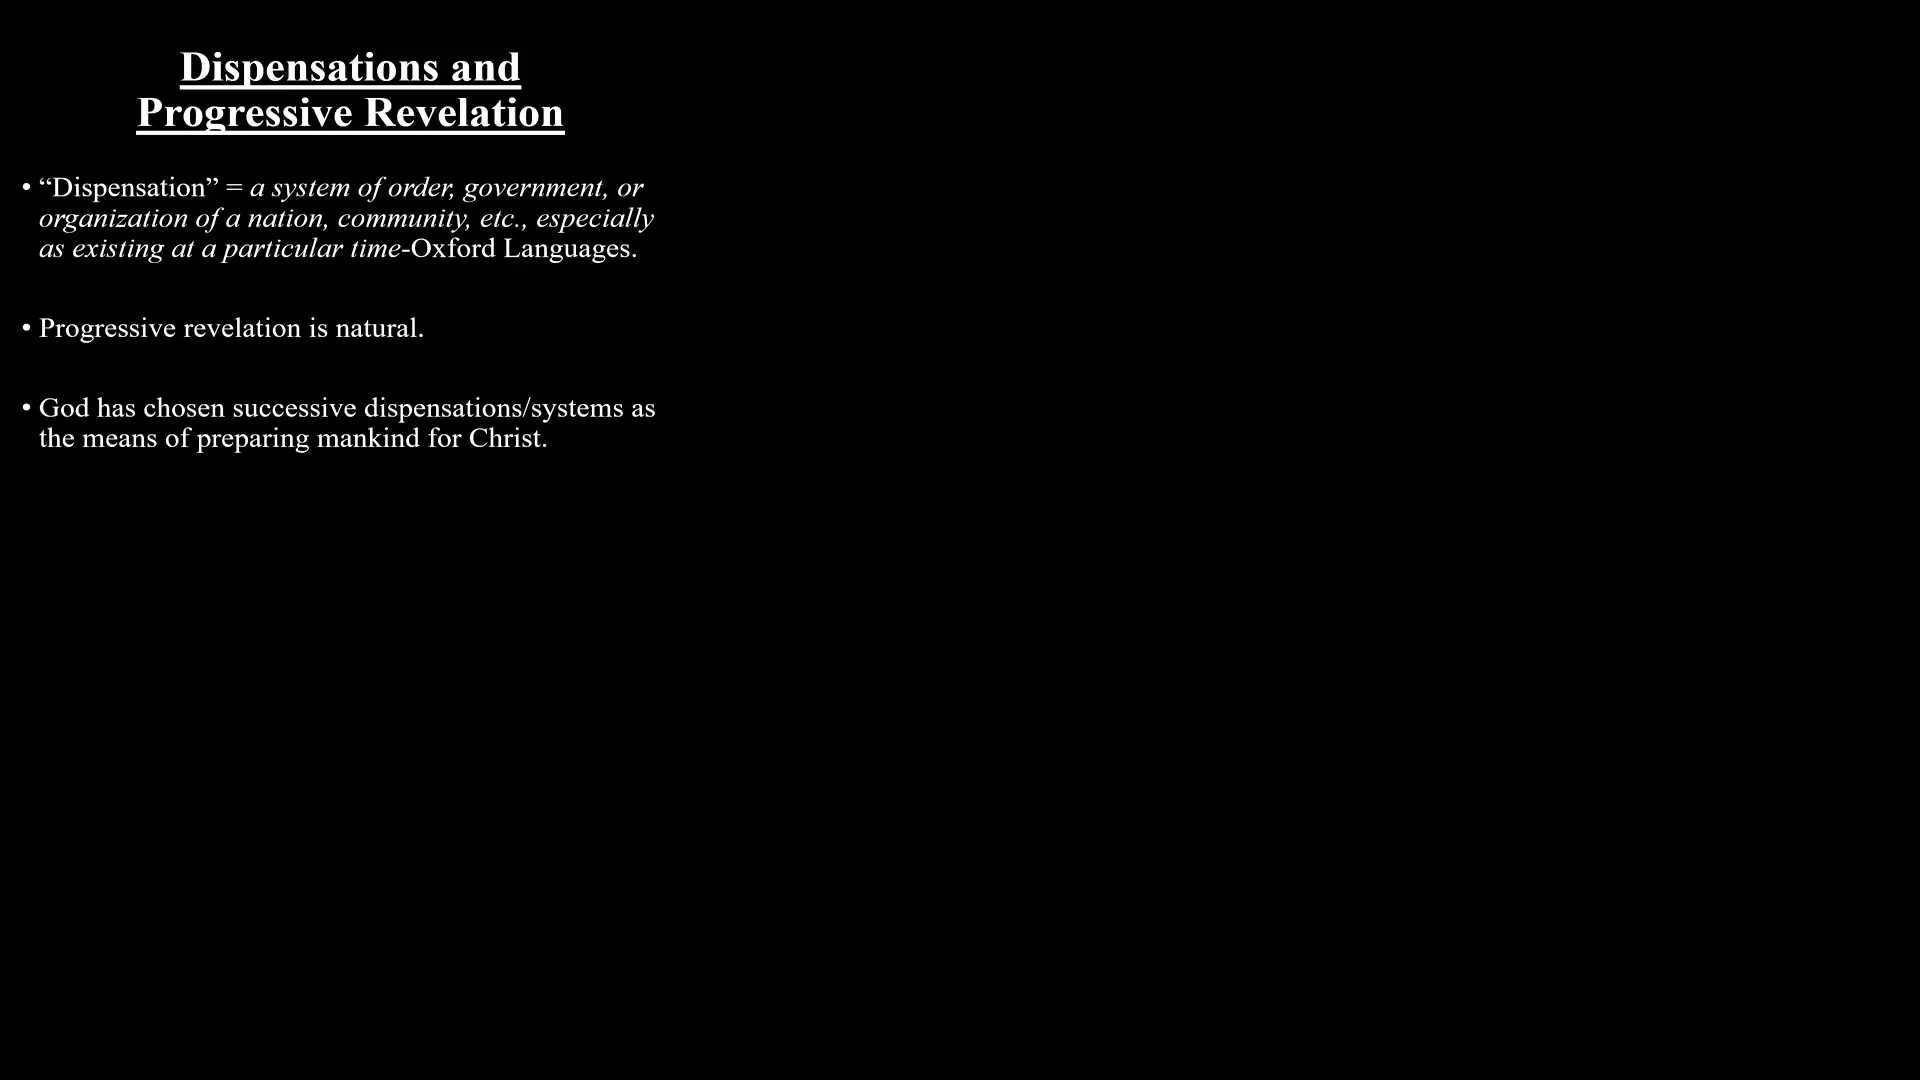 Dispensations and
Progressive Revelation
• “Dispensation” = a system of order, government, or
organization of a nation, community, etc., especially
as existing at a particular time-Oxford Languages.
• Progressive revelation is natural.
• God has chosen successive dispensations/systems as
the means of preparing mankind for Christ.